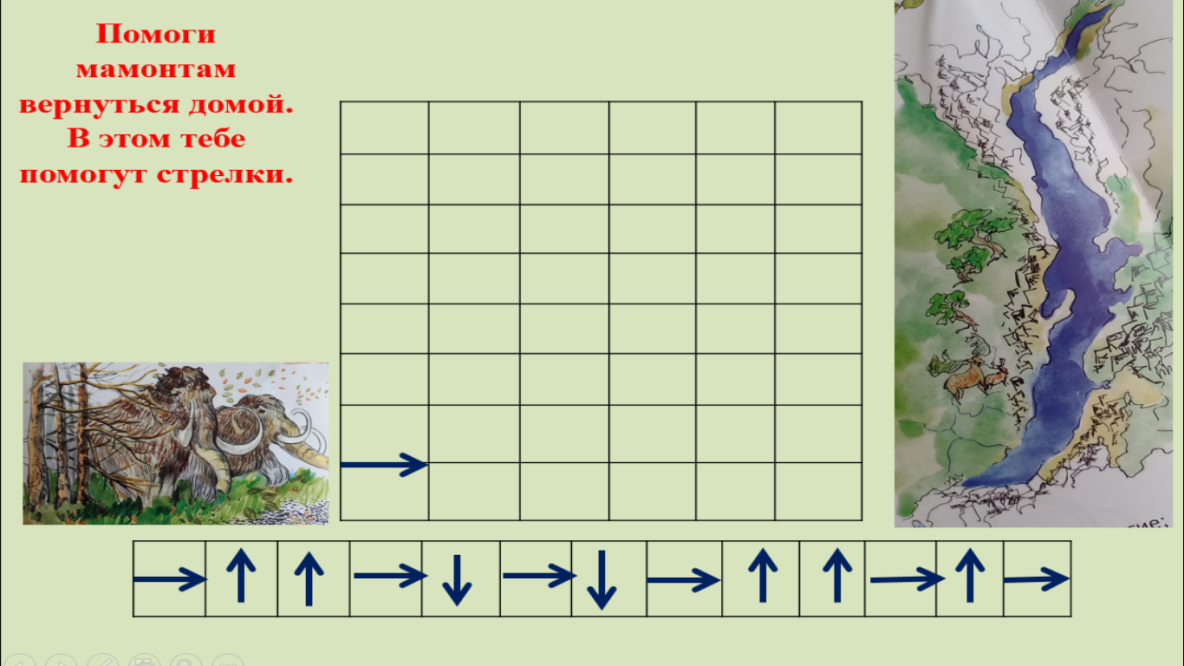 Помоги
мамонтам
вернуться домой.
В этом тебе
помогут стрелки.